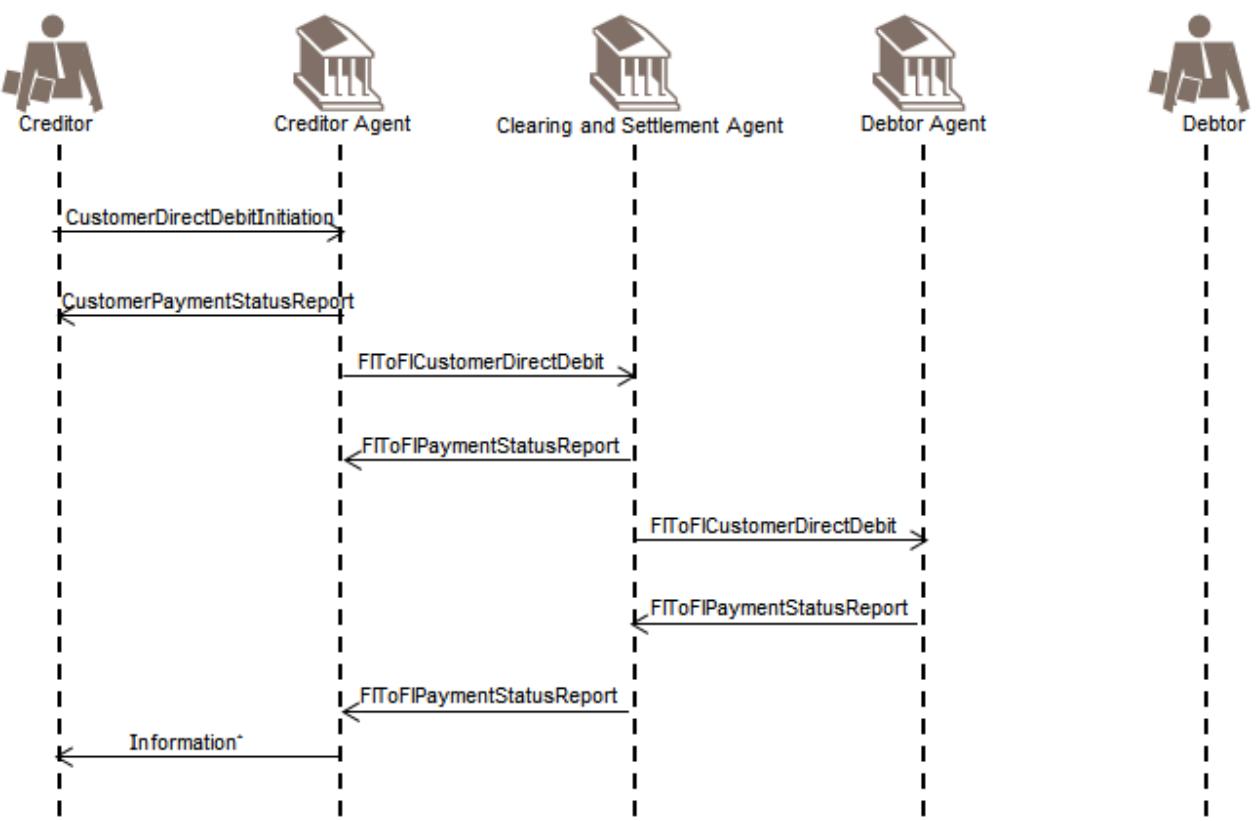 Creditor
Creditor Agent
Clearing and Settlement Agent
Debtor Agent
Debtor
CustomerDirectDebitInitiation
CustomerPaymentStatusReport
FIToFICustomerDirectDebit
FIToFIPaymentStatusReport
FIToFICustomerDirectDebit
FIToFIPaymentStatusReport
FIToFIPaymentStatusReport
Information*